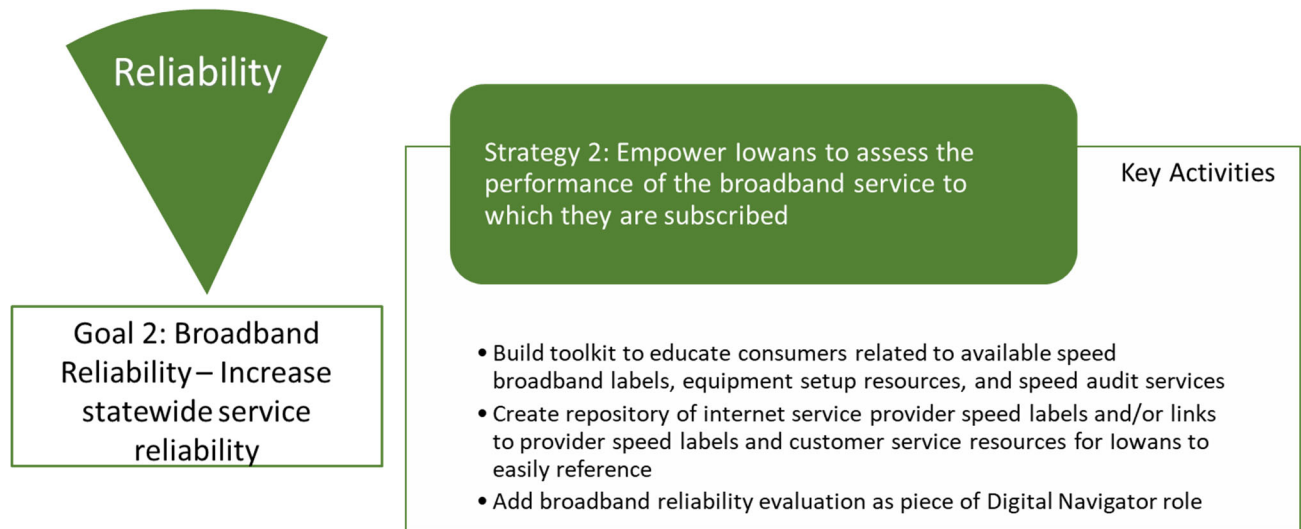 Reliability
Goal 2: Broadband
Reliability – Increase
statewide service
reliability
Strategy 2: Empower Iowans to assess the
performance of the broadband service to
which they are subscribed
Key Activities
• Build toolkit to educate consumers related to available speed
broadband labels, equipment setup resources, and speed audit services
• Create repository of internet service provider speed labels and/or links
to provider speed labels and customer service resources for Iowans to
easily reference
• Add broadband reliability evaluation as piece of Digital Navigator role